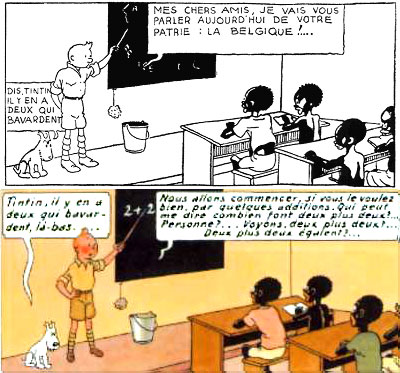 MES CHERS AMIS, JE VAIS VOUS
PARLER AUJOURD'HUI DE VOTRE
PATRIE : LA BELGIQUE !....
DIS, TINTIN,
IL Y EN A
DEUX QUI
BAVARDENT
Tintin, il y en a
deux qui bavar-
dent, là-bas. . . .
2+2
Nous allons commencer, si vous le voulez
bien, par quelques additions. Qui peut
me dire combien font deux plus deux?...
Personne?.... Voyons, deux plus deux?...
Deux plus deux égalent?...